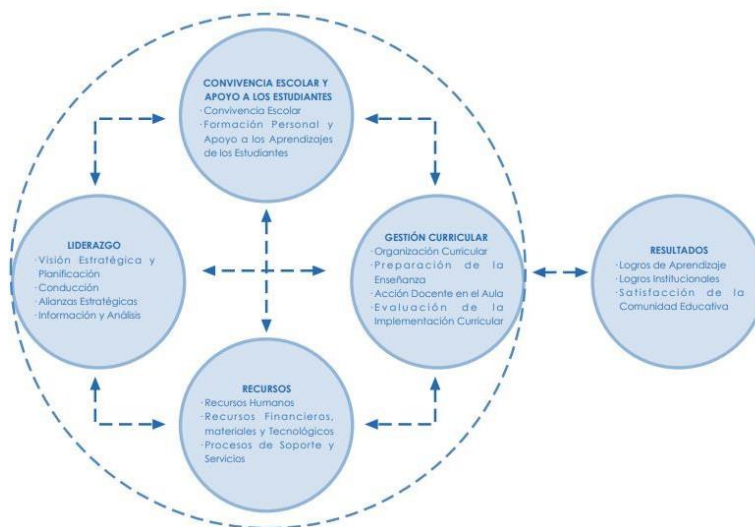 CONVIVENCIA ESCOLAR Y
APOYO A LOS ESTUDIANTES
·Convivencia Escolar
·Formación Personal y
Apoyo a los Aprendizajes
de los Estudiantes
LIDERAZGO
·Visión Estratégica y
Planificación
·Conducción
·Alianzas Estratégicos
·Información y Análisis
GESTIÓN CURRICULAR
·Organización Curricular
·Preparación de la
Enseñanza
·Acción Docente en el Aula
·Evaluación de la
Implementación Curricular
RESULTADOS
·Logros de Aprendizaje
·Logros Institucionales
·Satisfacción de la
Comunidad Educativa
RECURSOS
·Recursos Humanos
·Recursos Financieros,
materiales y Tecnológicos
·Procesos de Soporte y
Servicios